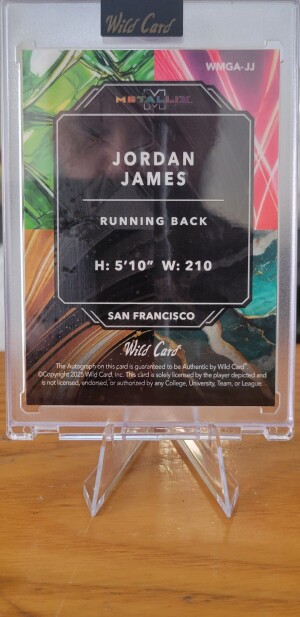 Wild Card
WMGA-JJ
METALLIX
M
JORDAN
JAMES
RUNNING BACK
H: 5'10" W: 210
SAN FRANCISCO
Wild Card
The Autograph on this card is guaranteed to be Authentic by Wild Card™.
©Copyright 2025 Wild Card, Inc. This card is solely licensed by the player depicted and
is not licensed, endorsed, or authorized by any College, University, Team, or League.